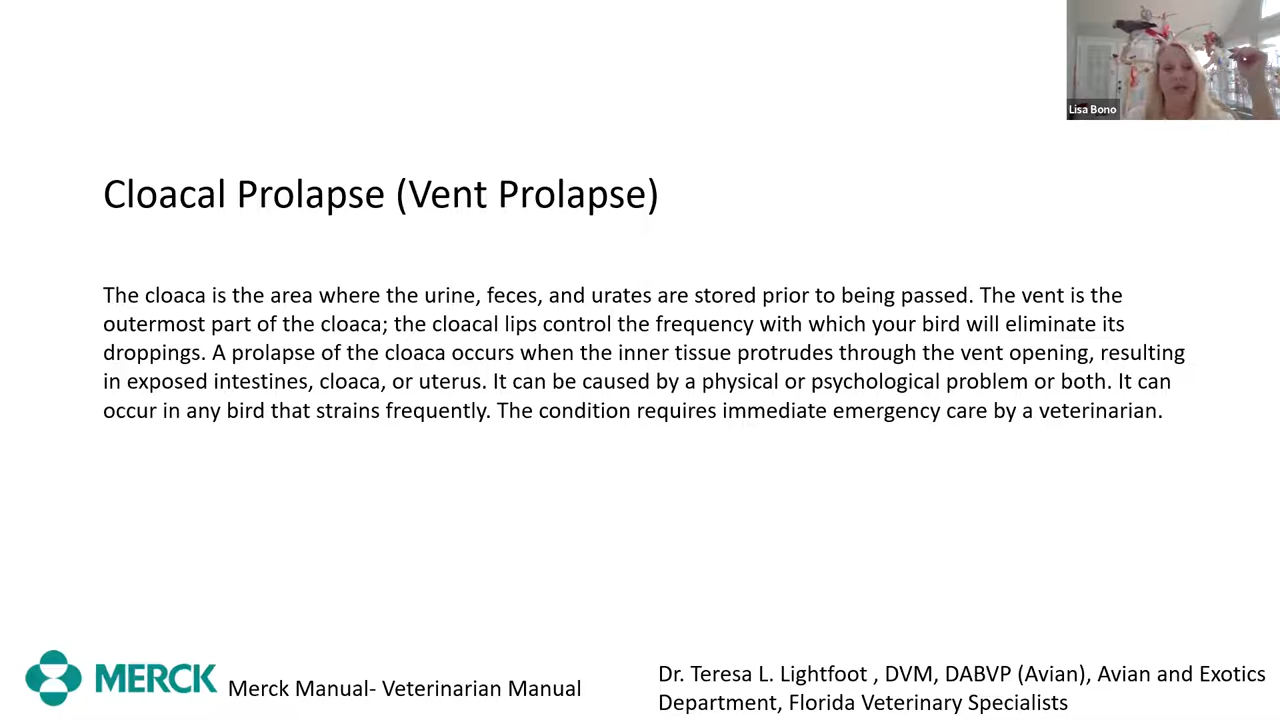 Lisa Bono
Cloacal Prolapse (Vent Prolapse)
The cloaca is the area where the urine, feces, and urates are stored prior to being passed. The vent is the
outermost part of the cloaca; the cloacal lips control the frequency with which your bird will eliminate its
droppings. A prolapse of the cloaca occurs when the inner tissue protrudes through the vent opening, resulting
in exposed intestines, cloaca, or uterus. It can be caused by a physical or psychological problem or both. It can
occur in any bird that strains frequently. The condition requires immediate emergency care by a veterinarian.
MERCK
Merck Manual- Veterinarian Manual
Dr. Teresa L. Lightfoot , DVM, DABVP (Avian), Avian and Exotics
Department, Florida Veterinary Specialists